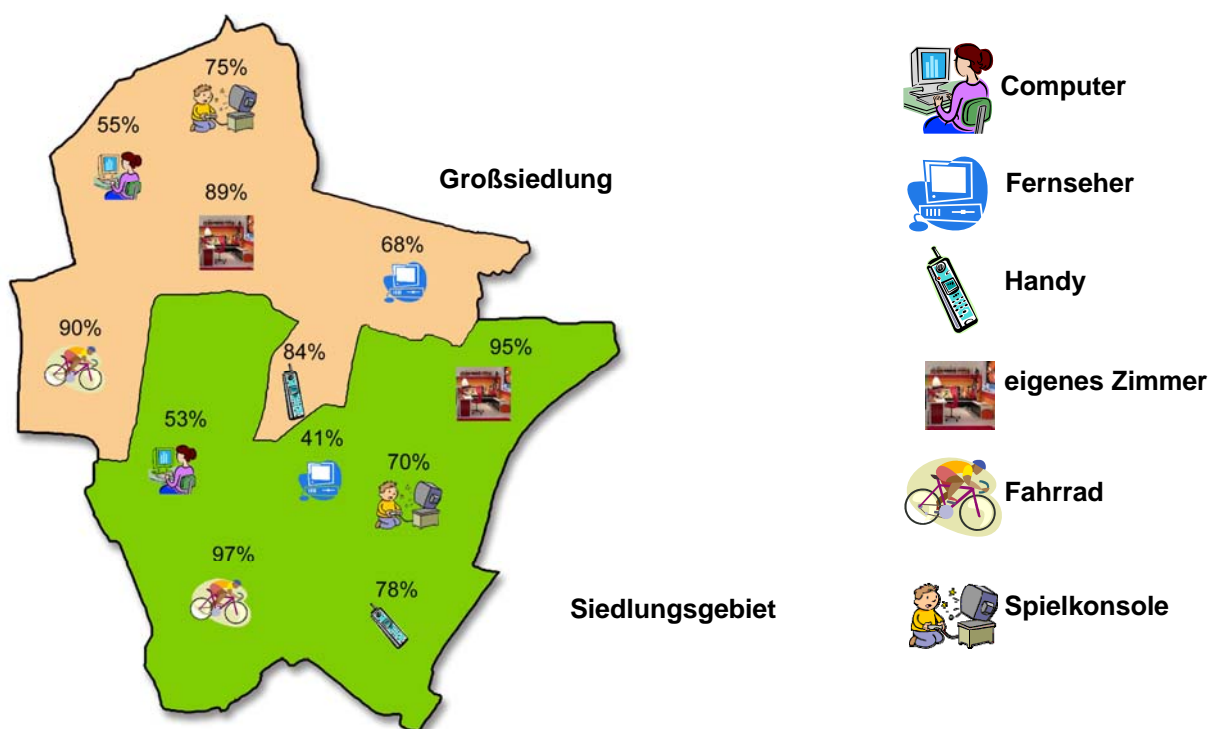 75%
55%
89%
68%
90%
84%
Großsiedlung
95%
53%
41%
70%
97%
78%
Siedlungsgebiet
Computer
Fernseher
Handy
eigenes Zimmer
Fahrrad
Spielkonsole